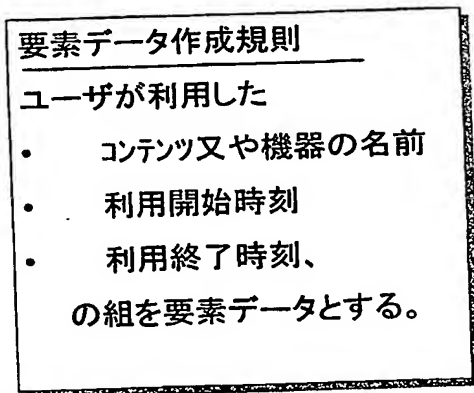 要素データ作成規則
ユーザが利用した
• コンテンツ又や機器の名前
• 利用開始時刻
• 利用終了時刻、
の組を要素データとする。